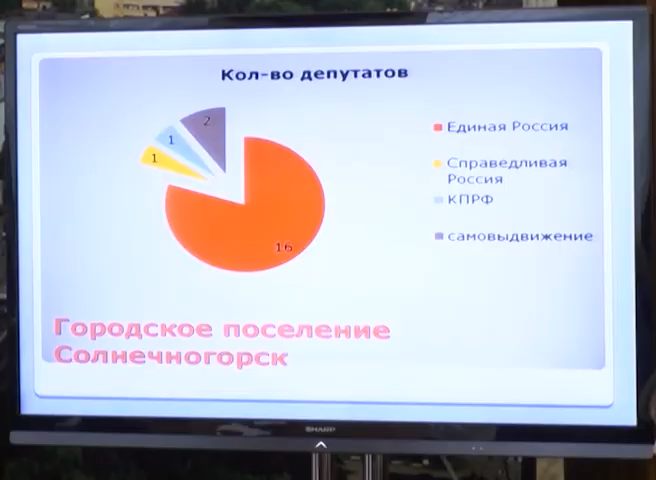 Кол-во депутатов
2
1
1
16
Единая Россия
Справедливая
Россия
КПРФ
самовыдвижение
Городское поселение
Солнечногорск
SHARP